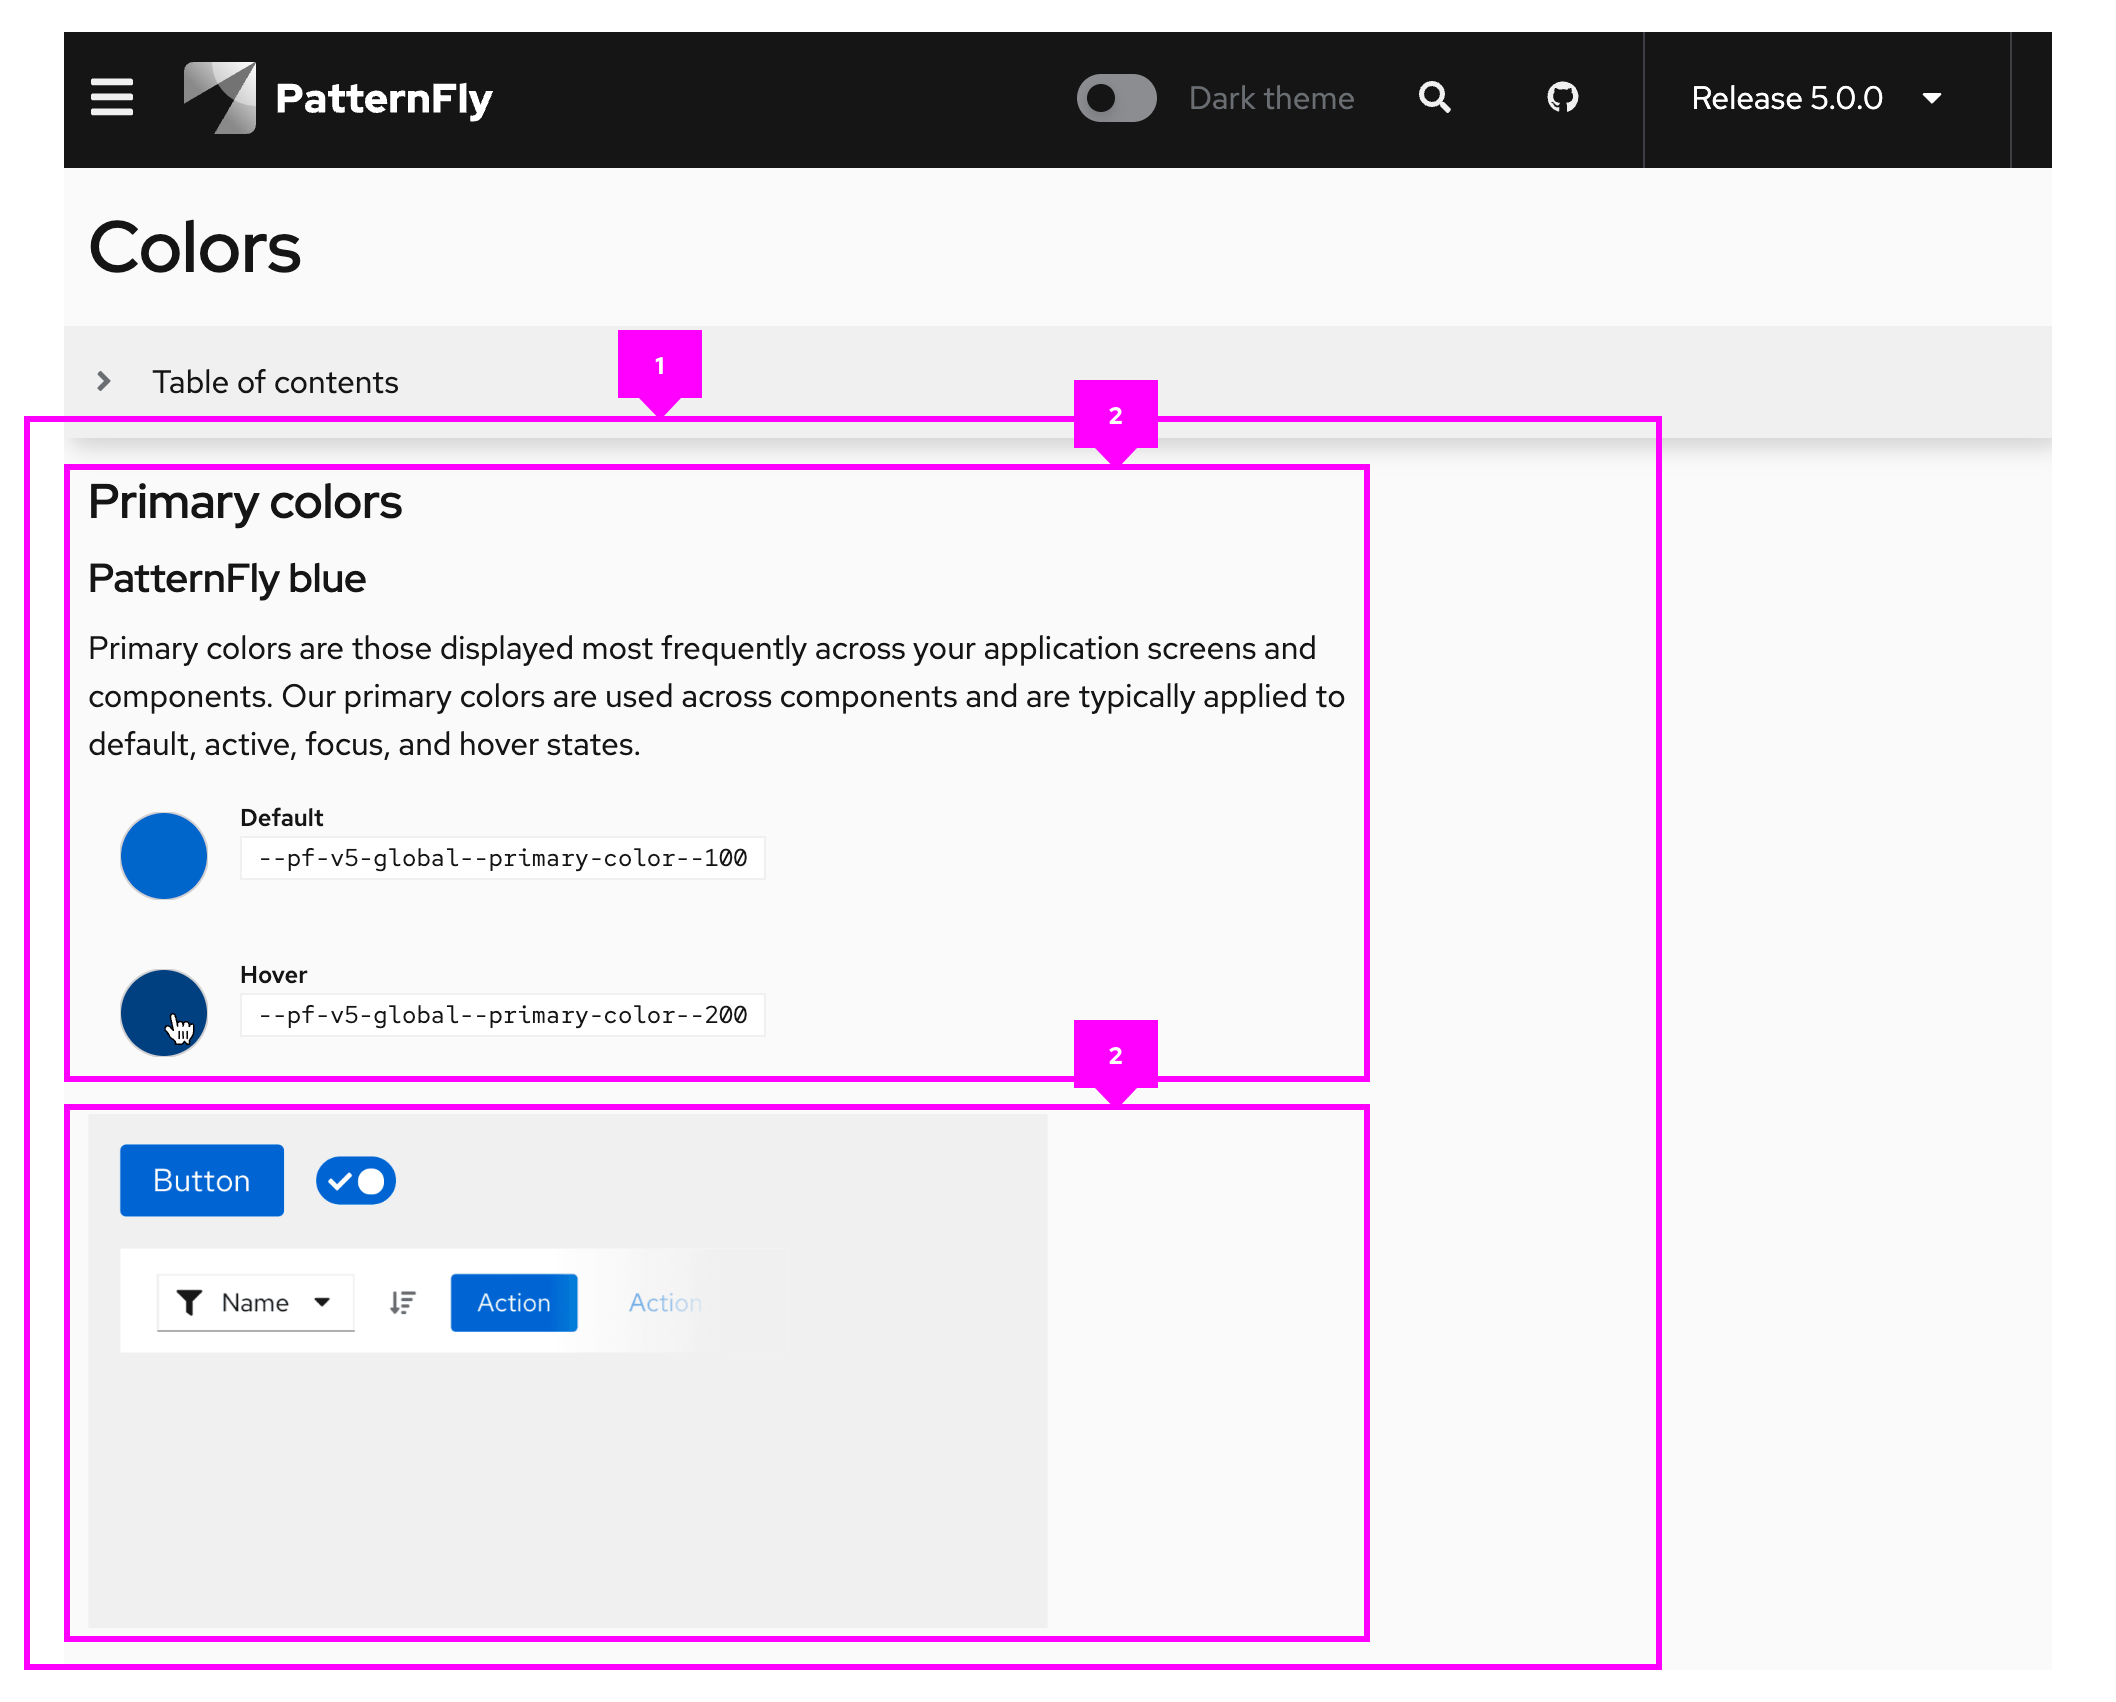 PatternFly
Dark theme
Release 5.0.0
Colors
Table of contents
1
2
Primary colors
PatternFly blue
Primary colors are those displayed most frequently across your application screens and
components. Our primary colors are used across components and are typically applied to
default, active, focus, and hover states.
Default
--pf-v5-global--primary-color--100
Hover
--pf-v5-global--primary-color--200
2
Button
Name
Action
Action